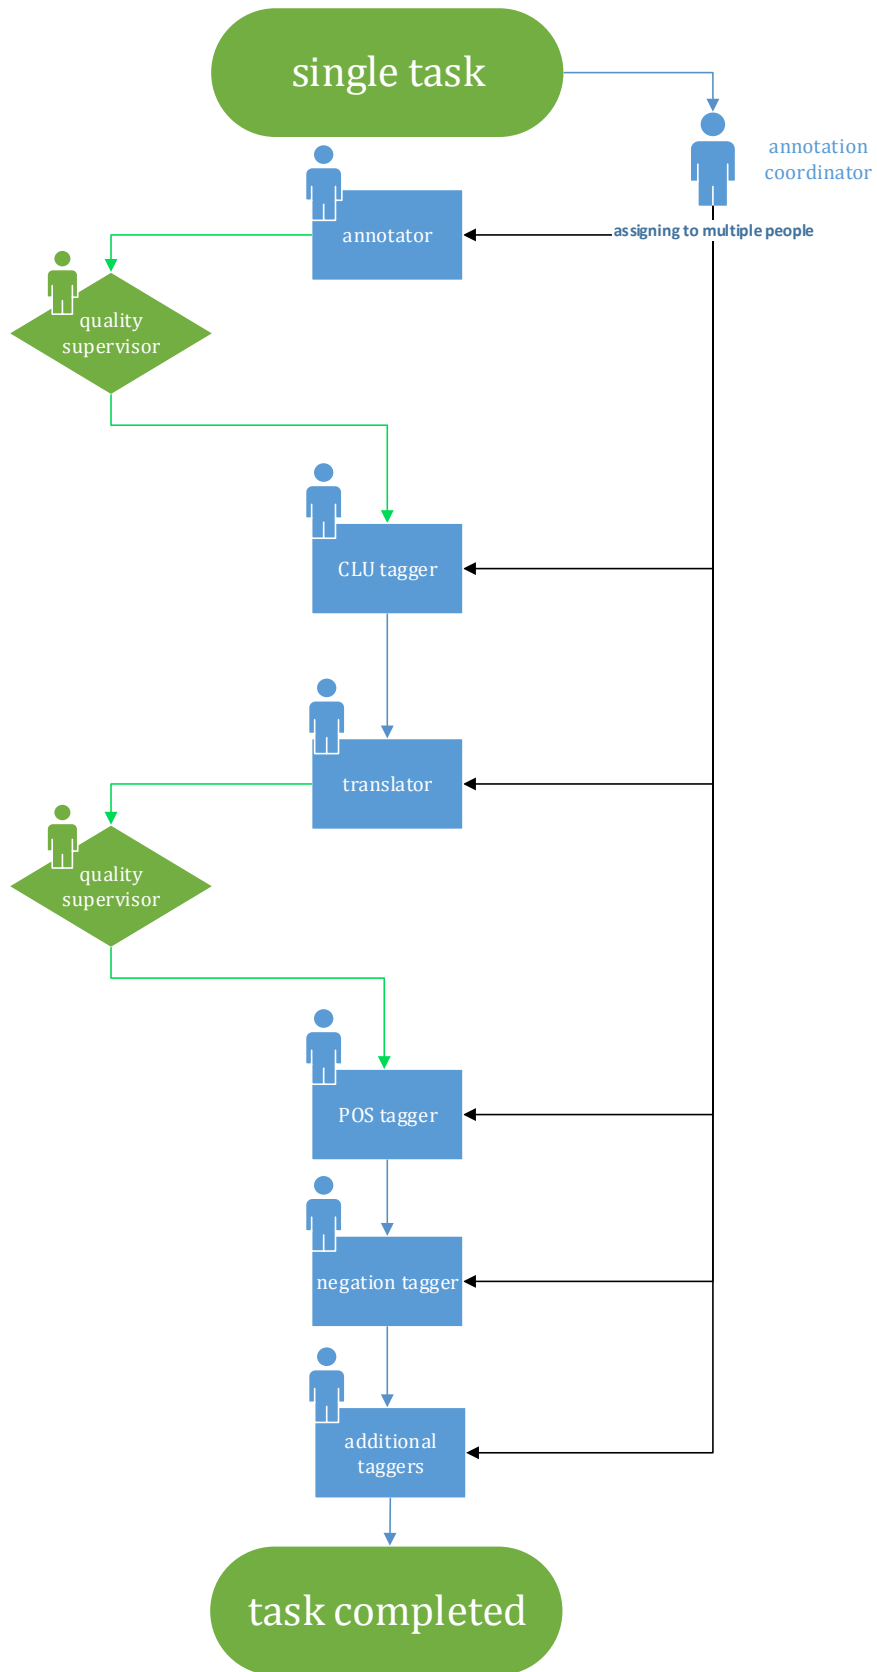 single task
annotation
coordinator
assigning to multiple people
annotator
quality
supervisor
CLU tagger
translator
quality
supervisor
POS tagger
negation tagger
additional
taggers
task completed